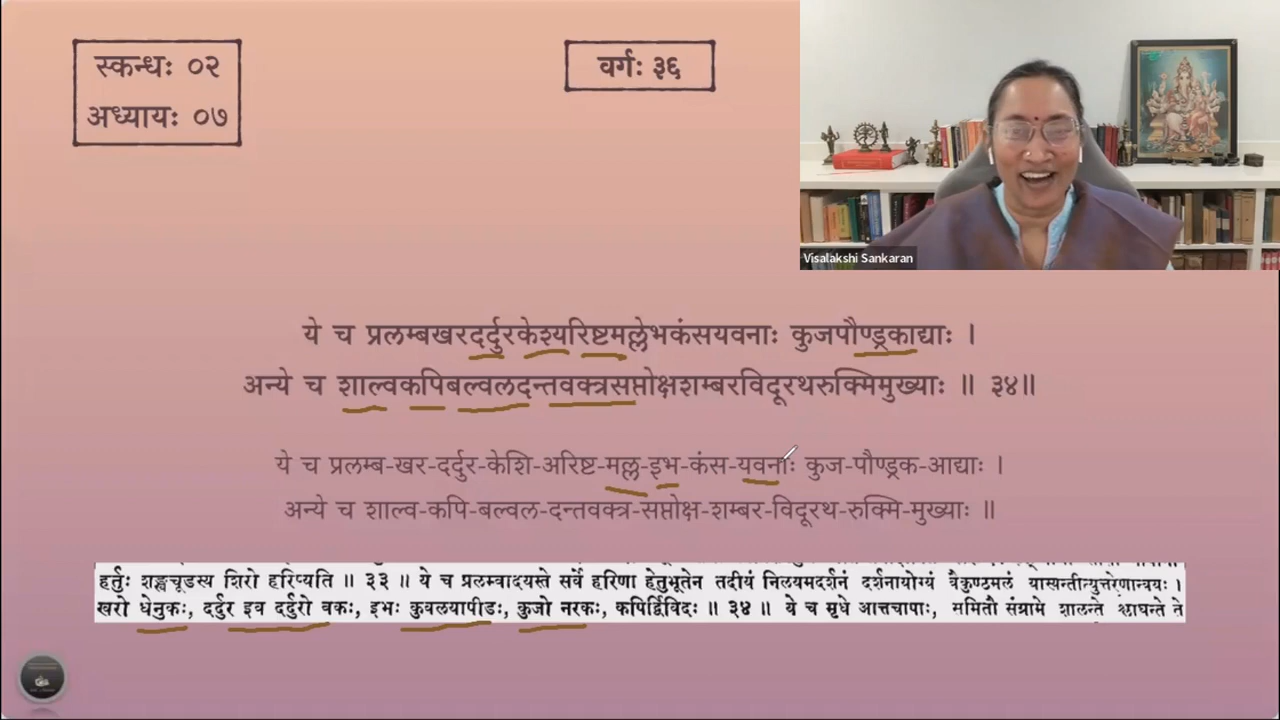 स्कन्धः ०२
अध्यायः ०७
वर्गः ३६
Visalakshi Sankaran
ये च प्रलम्बखरदर्दुरकेश्यरिष्टमल्लेभकंसयवनाः कुजपौण्ड्रकाद्याः ।
अन्ये च शाल्वकपिबल्वलदन्तवक्त्रसप्तोक्षशम्बरविदूरथरुक्मिमुख्याः ॥ ३४॥
ये च प्रलम्ब-खर-दर्दुर-केशि-अरिष्ट-मल्ल-इभ-कंस-यवनाः कुज-पौण्ड्रक-आद्याः ।
अन्ये च शाल्व-कपि-बल्वल-दन्तवक्त्र-सप्तोक्ष-शम्बर-विदूरथ-रुक्मि-मुख्याः ॥
हर्तुः शङ्खचूडस्य शिरो हरिष्यति ॥ ३३ ॥ ये च प्रलम्बादयस्ते सर्वे हरिणा हेतुभूतेन तदीयं निलयमदर्शनं दर्शनायोग्यं वैकुण्ठमलं यास्यन्तीत्युत्तरेणान्वयः ।
खरो धेनुकः, दर्दुर इव दर्दुरो बकः, इभः कुवलयापीडः, कुजो नरकः, कपिर्द्विविदः ॥ ३४ ॥ ये च मृधे आत्तचापाः, समितौ संग्रामे शालन्ते श्लाघन्ते ते